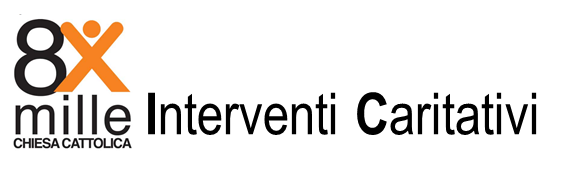 8X
mille
CHIESA CATTOLICA
Interventi Caritativi